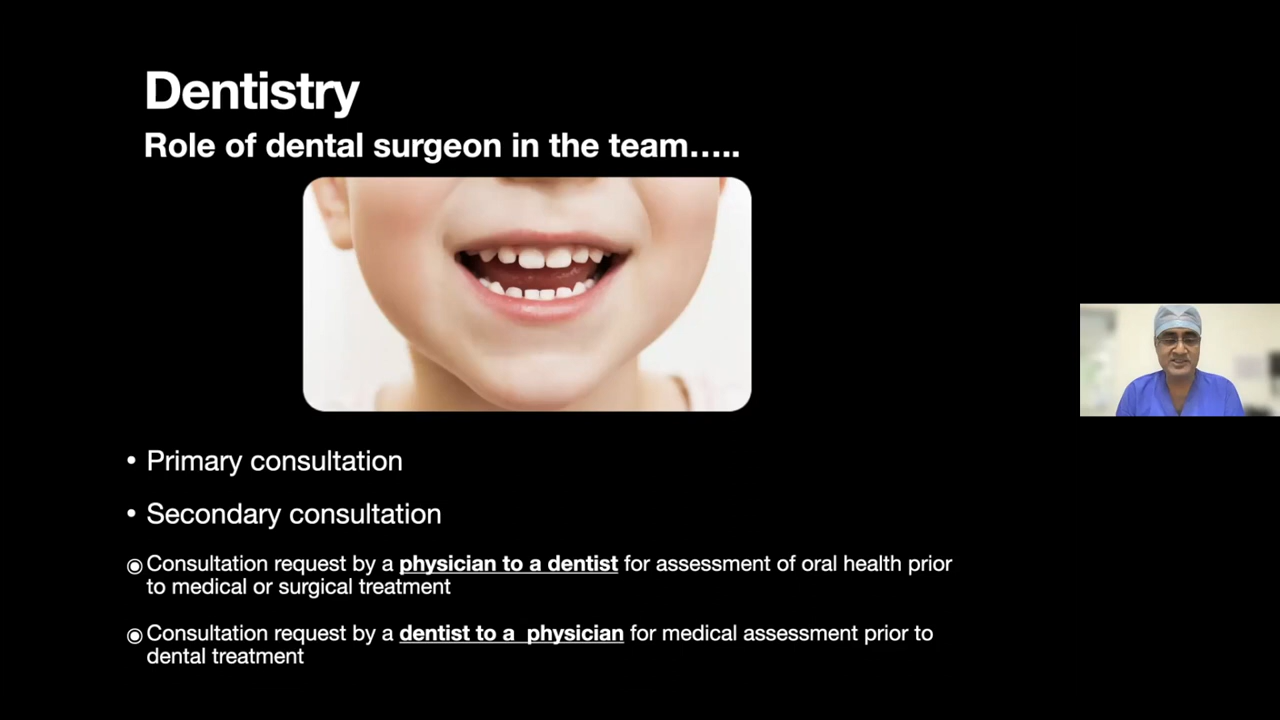 Dentistry
Role of dental surgeon in the team…..
• Primary consultation
• Secondary consultation
◉ Consultation request by a physician to a dentist for assessment of oral health prior
to medical or surgical treatment
◉ Consultation request by a dentist to a  physician for medical assessment prior to
dental treatment